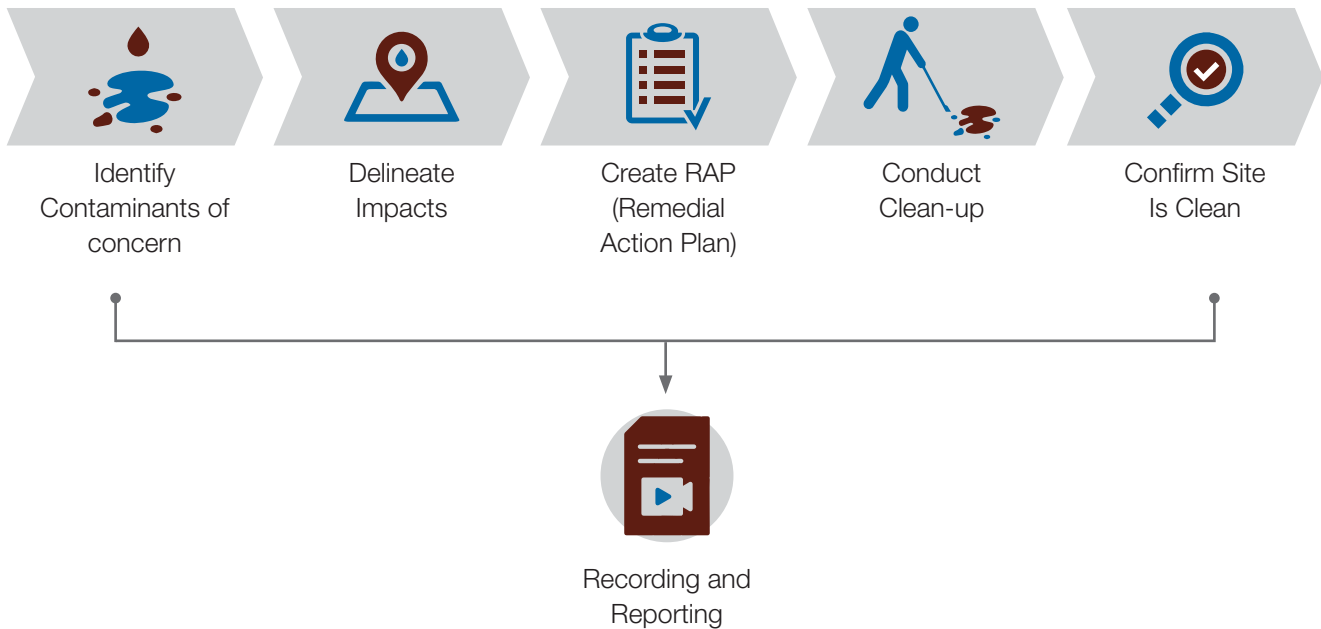 Identify
Contaminants of
concern
Delineate
Impacts
Create RAP
(Remedial
Action Plan)
Conduct
Clean-up
Confirm Site
Is Clean
Recording and
Reporting